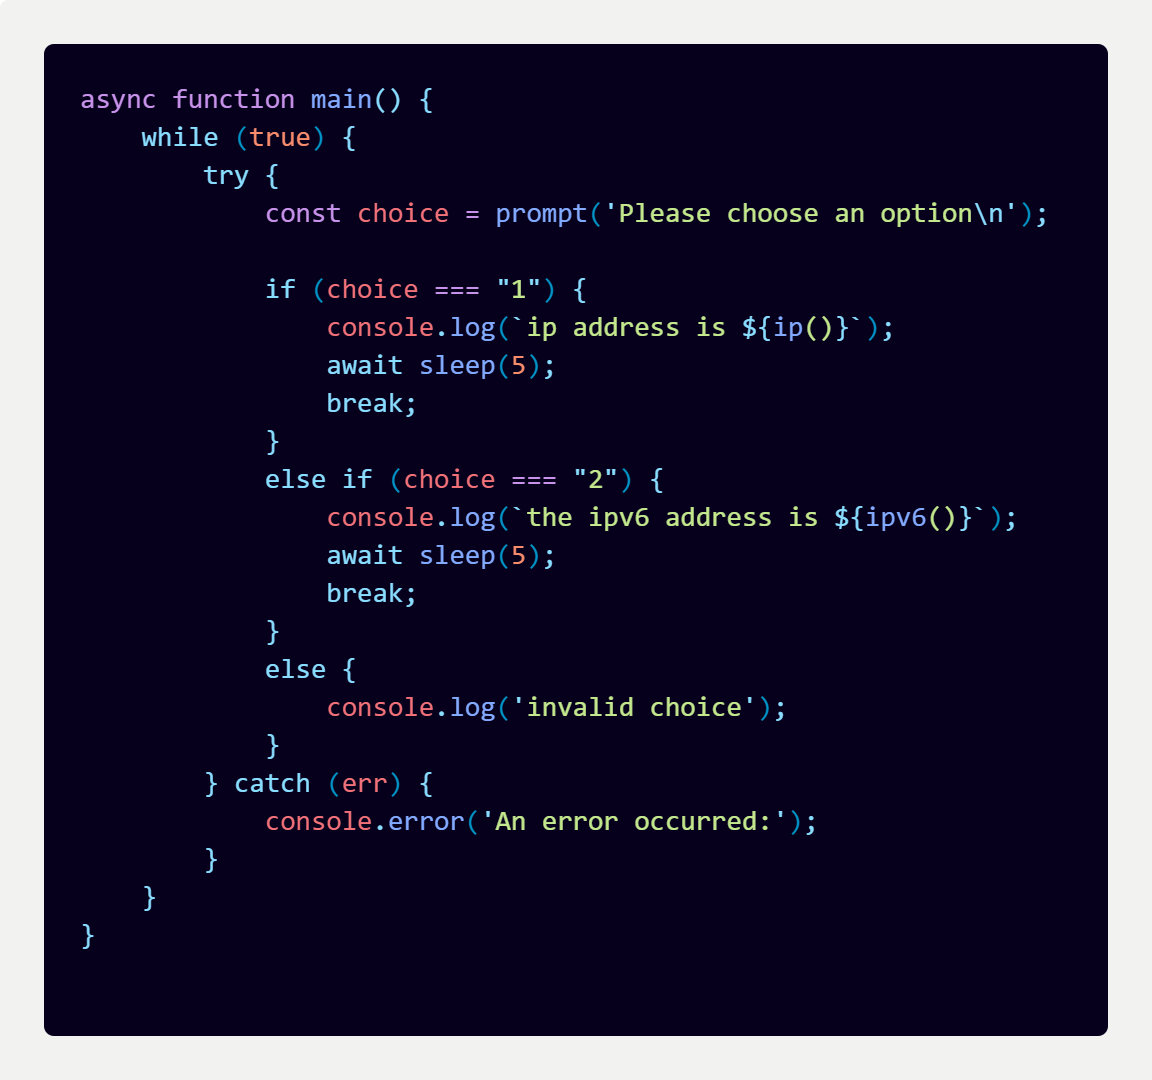 async function main() {
    while (true) {
        try {
            const choice = prompt('Please choose an option\n');

            if (choice === "1") {
                console.log(`ip address is ${ip()}`);
                await sleep(5);
                break;
            }
            else if (choice === "2") {
                console.log(`the ipv6 address is ${ipv6()}`);
                await sleep(5);
                break;
            }
            else {
                console.log('invalid choice');
            }
        } catch (err) {
            console.error('An error occurred:');
        }
    }
}